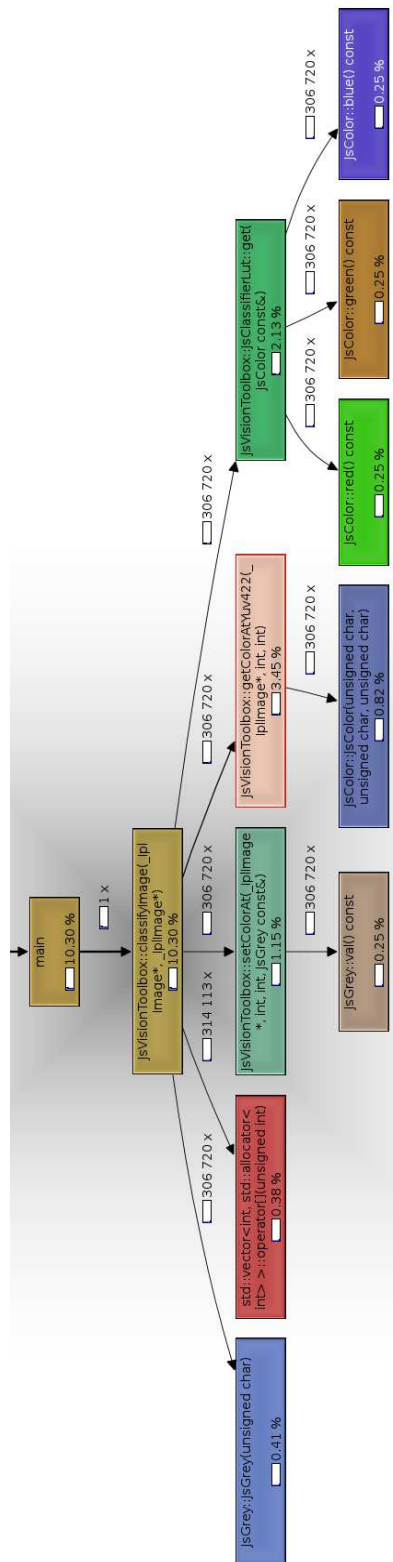 main
10.30 %
1 x
JsVisionToolbox::classifyImage(_Ipl
Image*, _IplImage*)
10.30 %
306 720 x
314 113 x
306 720 x
306 720 x
306 720 x
JsGrey::JsGrey(unsigned char)
0.41 %
std::vector<int, std::allocator<
int> >::operator[](unsigned int)
0.38 %
JsVisionToolbox::setColorAt(_IplImage
*, int, int, JsGrey const&)
1.15 %
JsVisionToolbox::getColorAtYuv422(_
IplImage*, int, int)
3.45 %
JsVisionToolbox::JsClassifierLut::get(
JsColor const&)
2.13 %
306 720 x
306 720 x
306 720 x
306 720 x
306 720 x
JsGrey::val() const
0.25 %
JsColor::JsColor(unsigned char,
unsigned char, unsigned char)
0.82 %
JsColor::red() const
0.25 %
JsColor::green() const
0.25 %
JsColor::blue() const
0.25 %